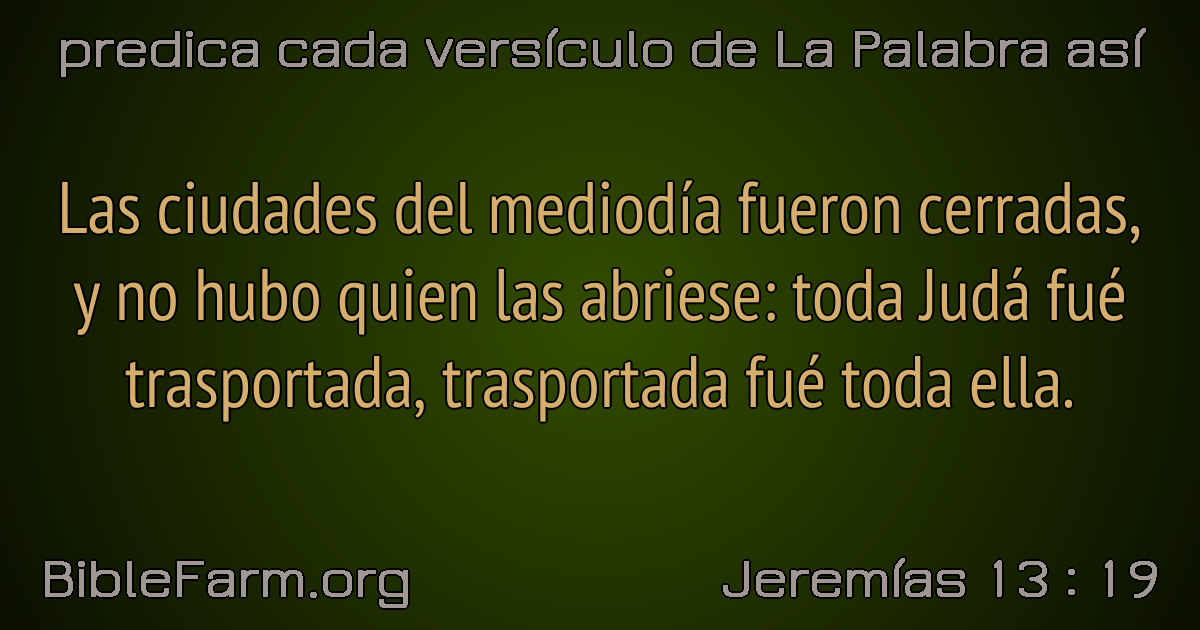 predica cada versículo de La Palabra así
Las ciudades del mediodía fueron cerradas,
y no hubo quien las abriese: toda Judá fué
trasportada, trasportada fué toda ella.
BibleFarm.org
Jeremías 13 : 19